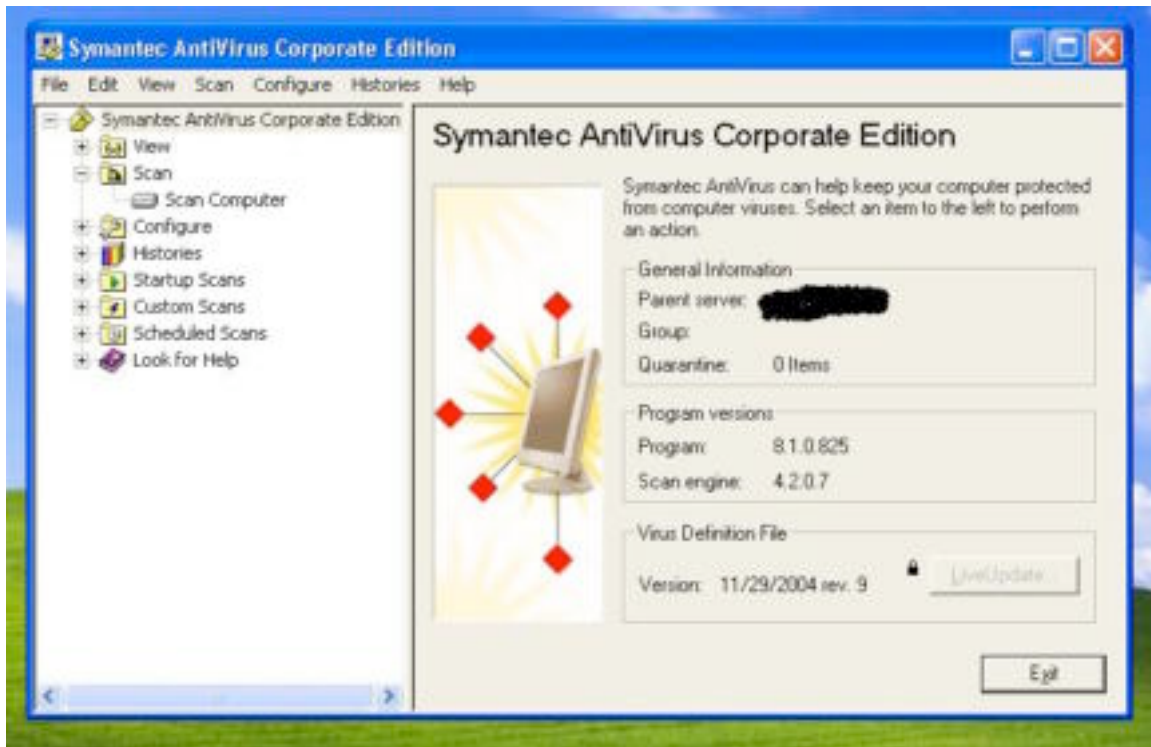 Symantec AntiVirus Corporate Edition
File Edit View Scan Configure Histories Help
Symantec AntiVirus Corporate Edition
View
Scan
Scan Computer
Configure
Histories
Startup Scans
Custom Scans
Scheduled Scans
Look for Help
Symantec AntiVirus Corporate Edition
Symantec AntiVirus can help keep your computer protected
from computer viruses. Select an item to the left to perform
an action.
General Information
Parent server:
Group:
Quarantine: 0 Items
Program versions
Program: 8.1.0.825
Scan engine: 4.2.0.7
Virus Definition File
Version: 11/29/2004 rev. 9
LiveUpdate...
Exit